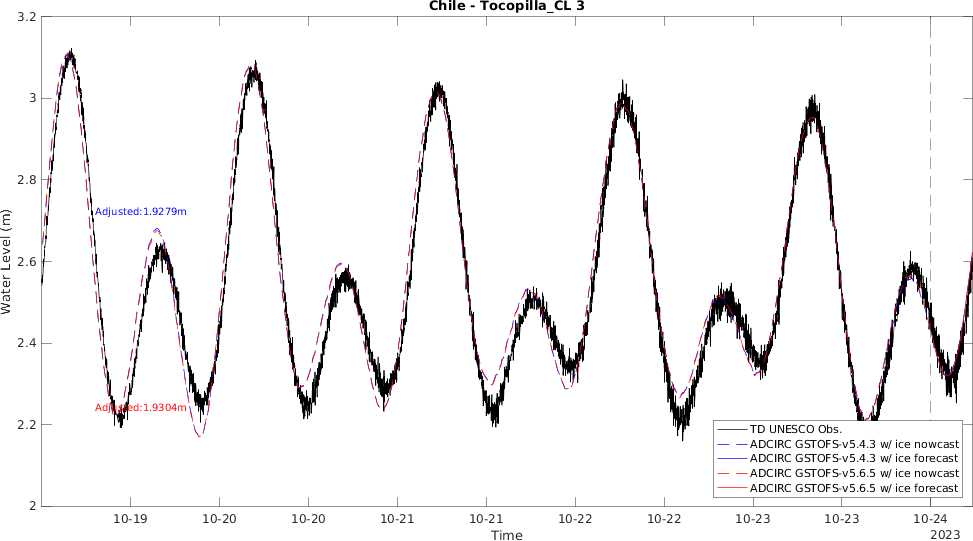 Chile - Tocopilla_CL 3
3.2
3
2.8
2.6
2.4
2.2
2
Water Level (m)
Adjusted:1.9279m
Adjusted:1.9304m
TD UNESCO Obs.
ADCIRC GSTOFS-v5.4.3 w/ ice nowcast
ADCIRC GSTOFS-v5.4.3 w/ ice forecast
ADCIRC GSTOFS-v5.6.5 w/ ice nowcast
ADCIRC GSTOFS-v5.6.5 w/ ice forecast
10-19 10-20 10-20 10-21 10-21 10-22 10-22 10-23 10-23 10-24
2023
Time